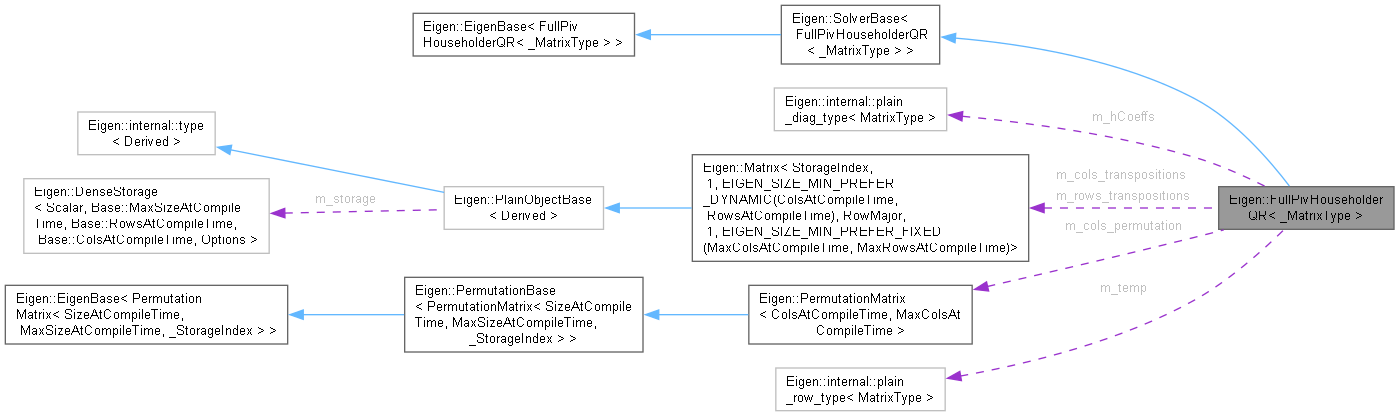 Eigen::EigenBase< FullPiv
HouseholderQR< _MatrixType > >
Eigen::SolverBase<
FullPivHouseholderQR
< _MatrixType > >
Eigen::internal::plain
_diag_type< MatrixType >
m_hCoeffs
Eigen::internal::type
< Derived >
Eigen::DenseStorage
< Scalar, Base::MaxSizeAtCompile
Time, Base::RowsAtCompileTime,
Base::ColsAtCompileTime, Options >
m_storage
Eigen::PlainObjectBase
< Derived >
Eigen::Matrix< StorageIndex,
1, EIGEN_SIZE_MIN_PREFER
_DYNAMIC(ColsAtCompileTime,
RowsAtCompileTime), RowMajor,
1, EIGEN_SIZE_MIN_PREFER_FIXED
(MaxColsAtCompileTime, MaxRowsAtCompileTime)>
m_cols_transpositions
m_rows_transpositions
Eigen::FullPivHouseholder
QR< _MatrixType >
m_cols_permutation
Eigen::EigenBase< Permutation
Matrix< SizeAtCompileTime,
MaxSizeAtCompileTime, _StorageIndex > >
Eigen::PermutationBase
< PermutationMatrix< SizeAtCompile
Time, MaxSizeAtCompileTime,
_StorageIndex > >
Eigen::PermutationMatrix
< ColsAtCompileTime, MaxColsAt
CompileTime >
m_temp
Eigen::internal::plain
_row_type< MatrixType >